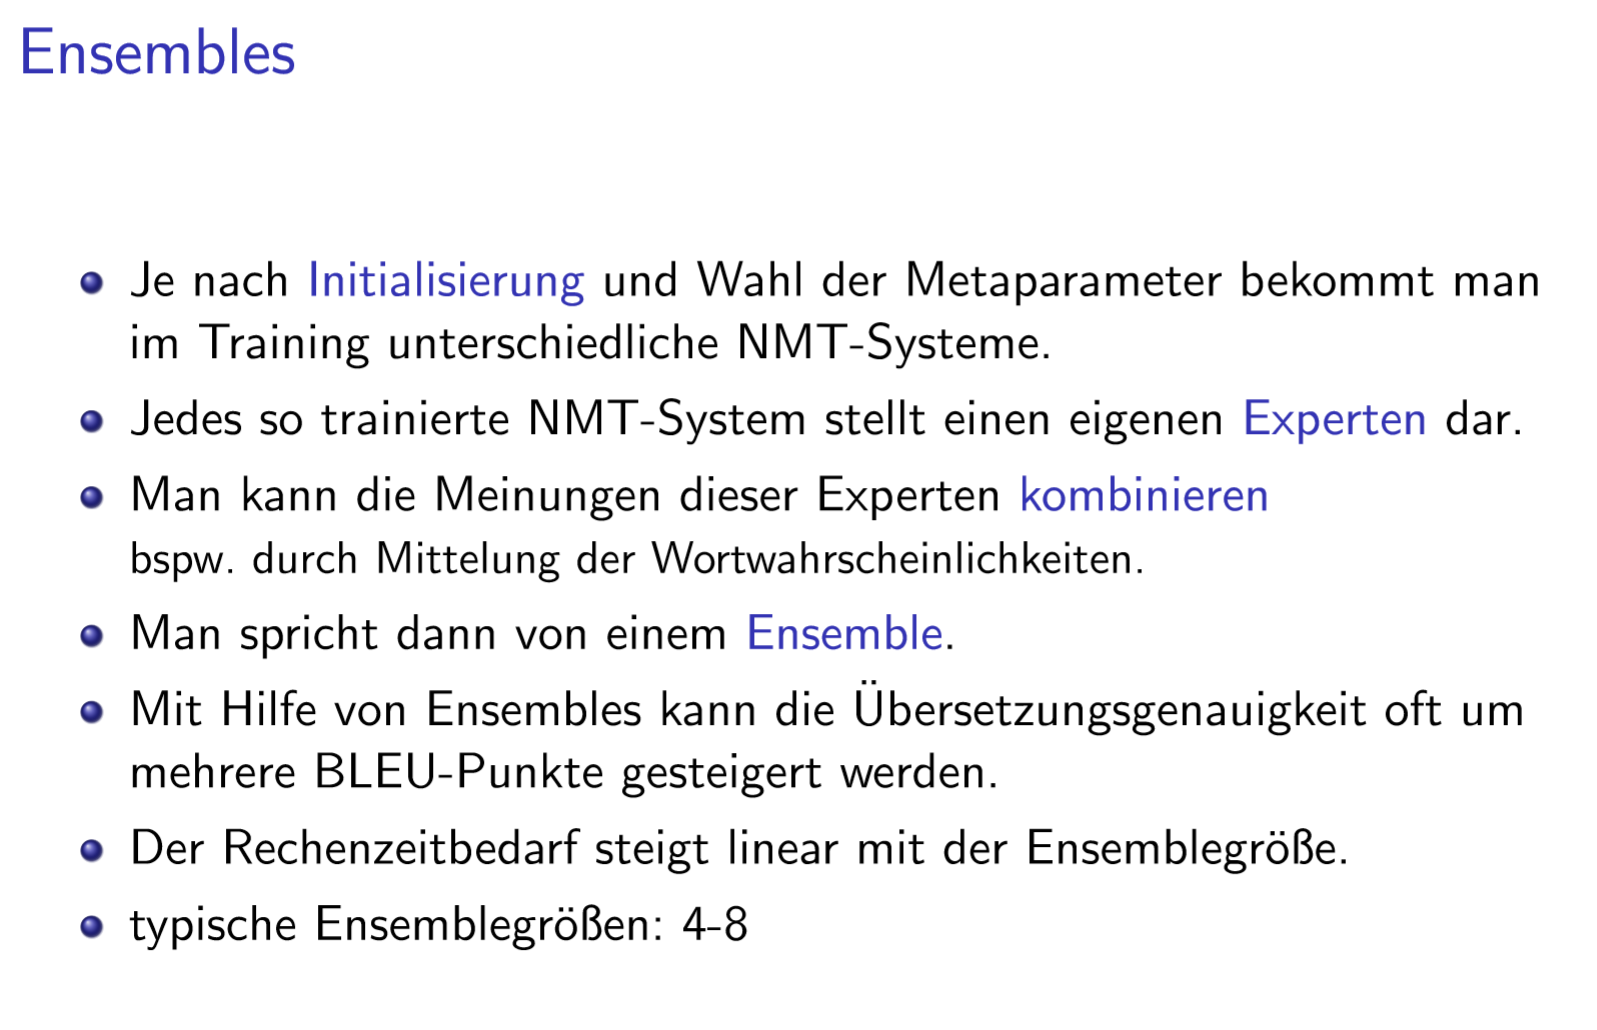 Ensembles
Je nach Initialisierung und Wahl der Metaparameter bekommt man
im Training unterschiedliche NMT-Systeme.
Jedes so trainierte NMT-System stellt einen eigenen Experten dar.
Man kann die Meinungen dieser Experten kombinieren
bspw. durch Mittelung der Wortwahrscheinlichkeiten.
Man spricht dann von einem Ensemble.
Mit Hilfe von Ensembles kann die Übersetzungsgenauigkeit oft um
mehrere BLEU-Punkte gesteigert werden.
Der Rechenzeitbedarf steigt linear mit der Ensemblegröße.
typische Ensemblegrößen: 4-8